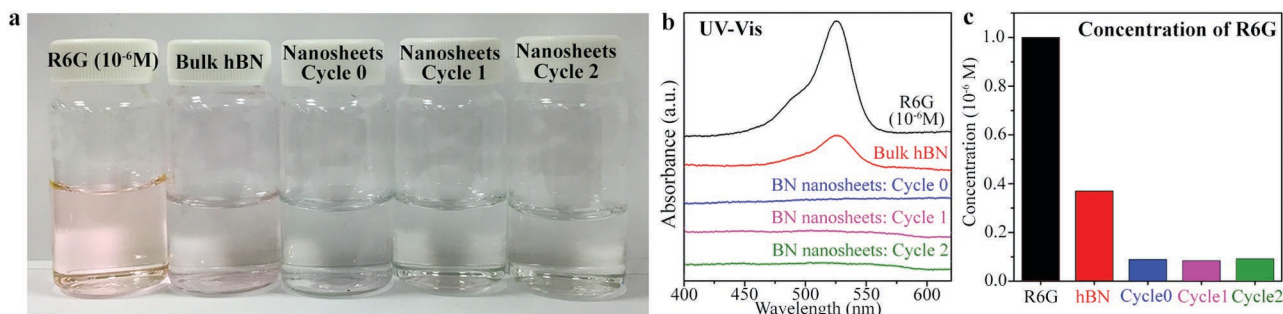 a
R6G (10⁻⁶M)
Bulk hBN
Nanosheets
Cycle 0
Nanosheets
Cycle 1
Nanosheets
Cycle 2
b
UV-Vis
R6G
(10⁻⁶M)
Bulk hBN
BN nanosheets: Cycle 0
BN nanosheets: Cycle 1
BN nanosheets: Cycle 2
Absorbance (a.u.)
400
450
500
550
600
Wavelength (nm)
c
Concentration of R6G
Concentration (10⁻⁶ M)
1.0
0.8
0.6
0.4
0.2
0.0
R6G
hBN
Cycle0
Cycle1
Cycle2